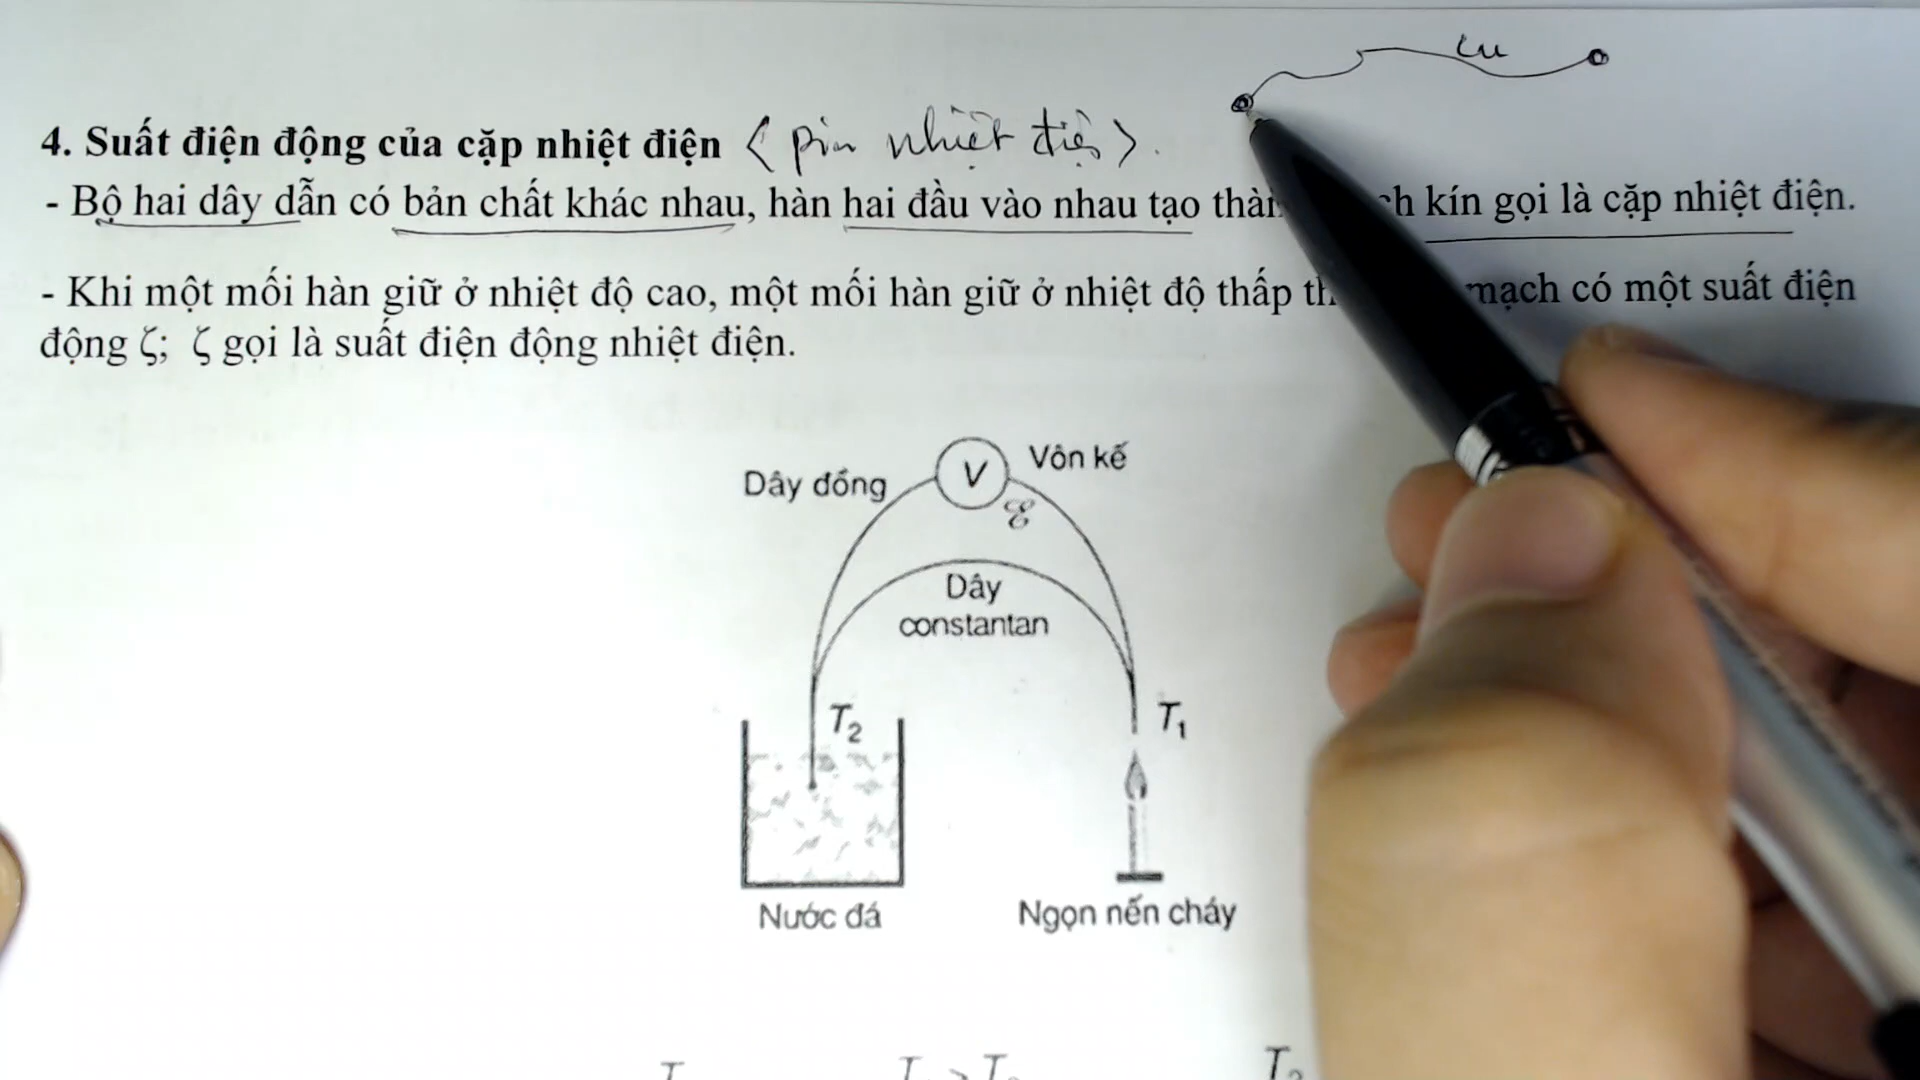 Cu
4. Suất điện động của cặp nhiệt điện <pin nhiệt điện>.
- Bộ hai dây dẫn có bản chất khác nhau, hàn hai đầu vào nhau tạo kín gọi là cặp nhiệt điện.
- Khi một mối hàn giữ ở nhiệt độ cao, một mối hàn giữ ở nhiệt độ thấp mạch có một suất điện
động ζ; ζ gọi là suất điện động nhiệt điện.
Vôn kế
Dây đồng
V
ℰ
Dây
constantan
T₂
T₁
Nước đá
Ngọn nến cháy